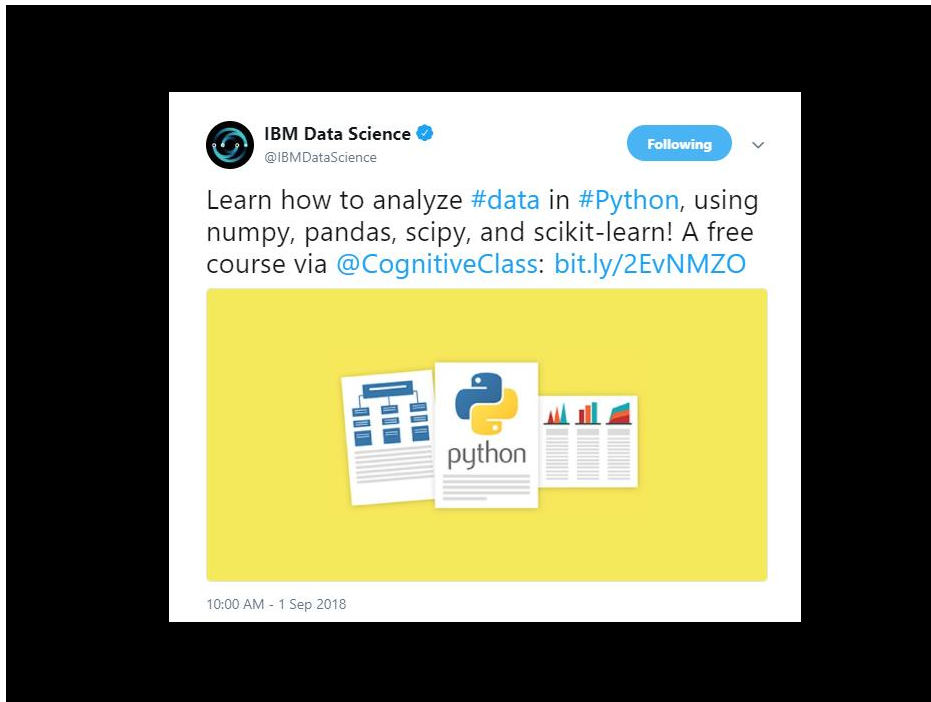 IBM Data Science
@IBMDataScience
Following
Learn how to analyze #data in #Python, using
numpy, pandas, scipy, and scikit-learn! A free
course via @CognitiveClass: bit.ly/2EvNMZO
python
10:00 AM - 1 Sep 2018